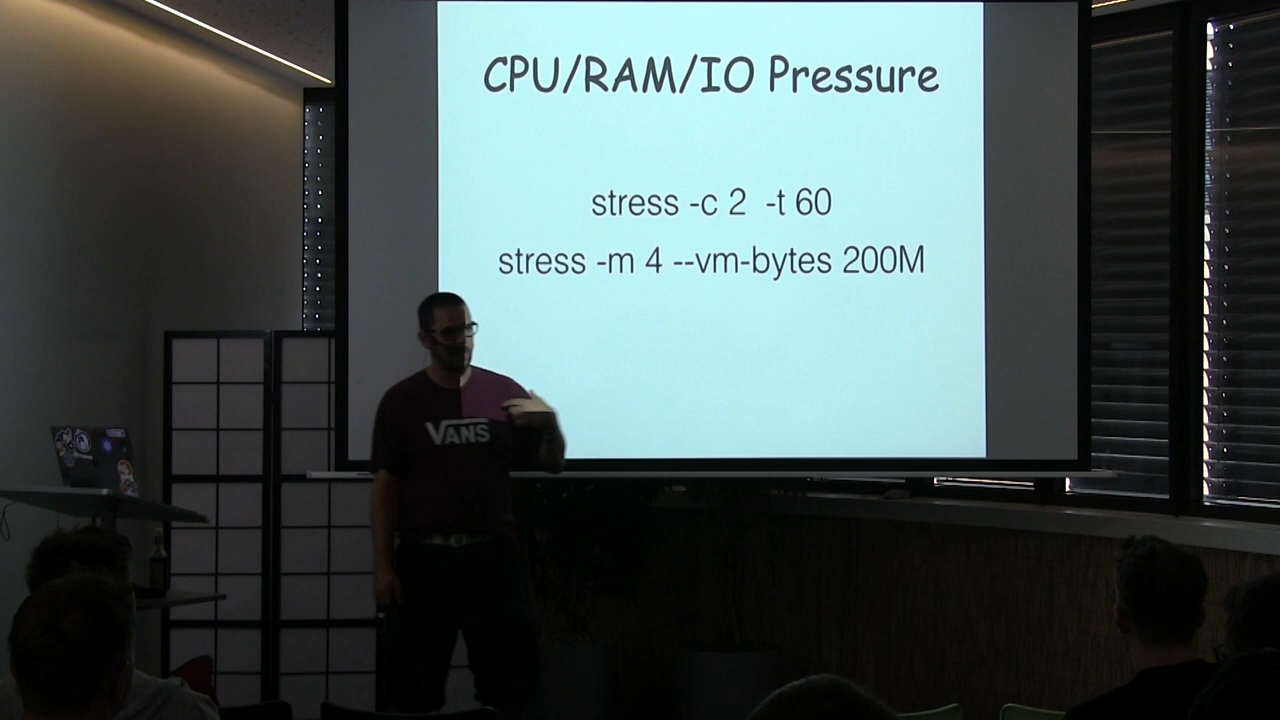 CPU/RAM/IO Pressure
stress -c 2 -t 60
stress -m 4 --vm-bytes 200M
VANS